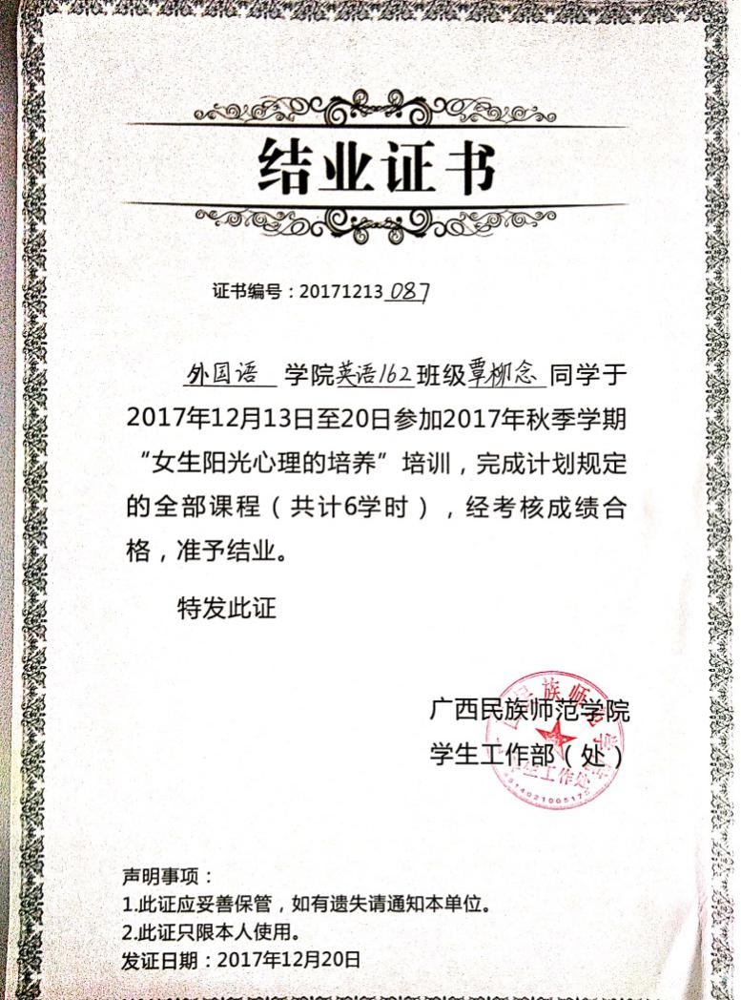 结业证书
证书编号：20171213 087
外国语 学院英语162班级覃柳念同学于
2017年12月13日至20日参加2017年秋季学期
“女生阳光心理的培养”培训，完成计划规定
的全部课程（共计6学时），经考核成绩合
格，准予结业。
特发此证
广西民族师范学院
学生工作部（处）
声明事项：
1.此证应妥善保管，如有遗失请通知本单位。
2.此证只限本人使用。
发证日期：2017年12月20日